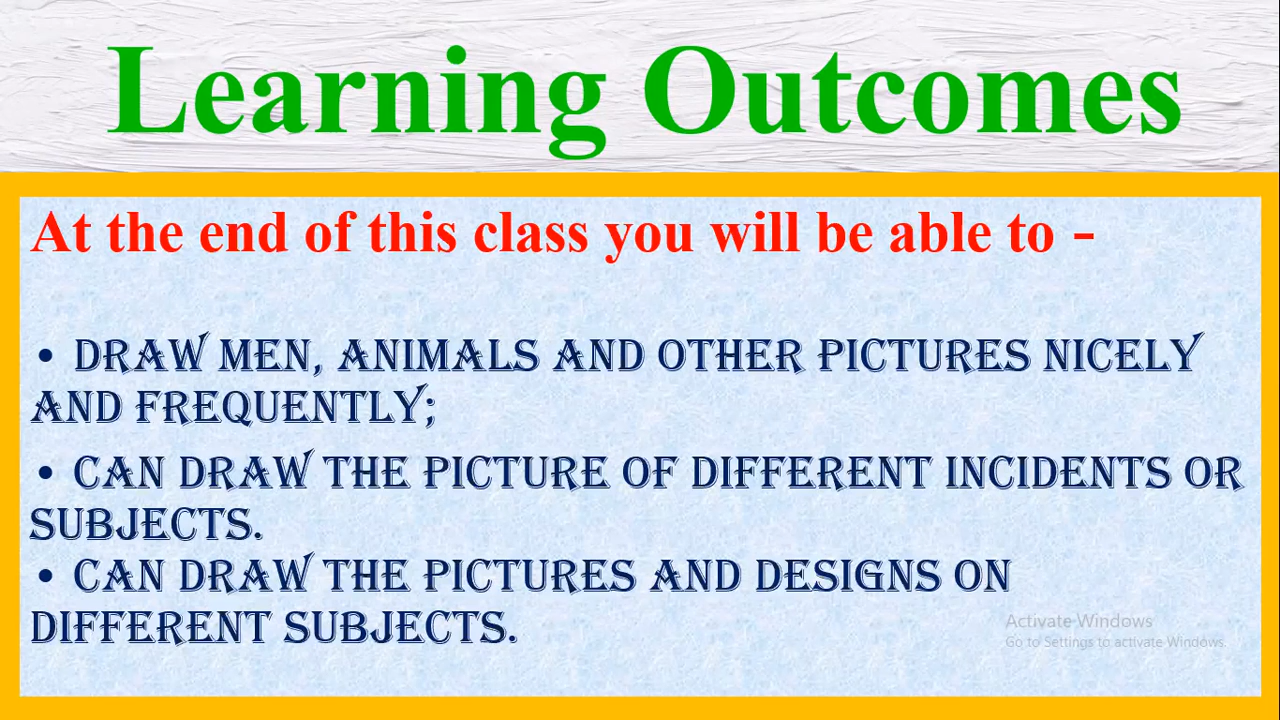 Learning Outcomes
At the end of this class you will be able to -
• DRAW MEN, ANIMALS AND OTHER PICTURES NICELY
AND FREQUENTLY;
• CAN DRAW THE PICTURE OF DIFFERENT INCIDENTS OR
SUBJECTS.
• CAN DRAW THE PICTURES AND DESIGNS ON
DIFFERENT SUBJECTS.
Activate Windows
Go to Settings to activate Windows.